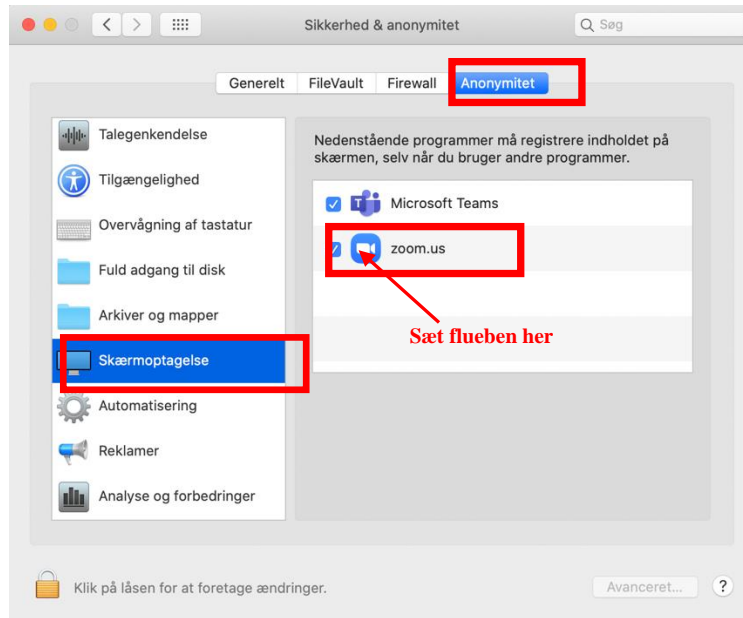 Sikkerhed & anonymitet
Søg
Generelt FileVault Firewall Anonymitet
Talegenkendelse
Tilgængelighed
Overvågning af tastatur
Fuld adgang til disk
Arkiver og mapper
Skærmoptagelse
Automatisering
Reklamer
Analyse og forbedringer
Nedenstående programmer må registrere indholdet på
skærmen, selv når du bruger andre programmer.
Microsoft Teams
zoom.us
Sæt flueben her
Klik på låsen for at foretage ændringer.
Avanceret...
?